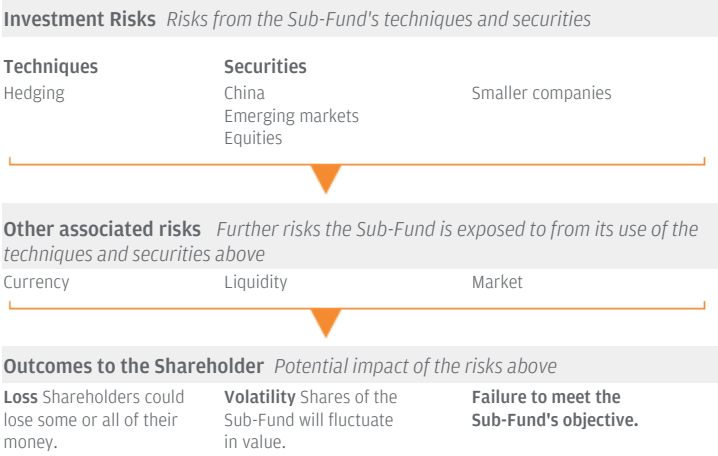 Investment Risks Risks from the Sub-Fund's techniques and securities
Techniques
Hedging
Securities
China
Emerging markets
Equities
Smaller companies
Other associated risks Further risks the Sub-Fund is exposed to from its use of the
techniques and securities above
Currency
Liquidity
Market
Outcomes to the Shareholder Potential impact of the risks above
Loss Shareholders could
lose some or all of their
money.
Volatility Shares of the
Sub-Fund will fluctuate
in value.
Failure to meet the
Sub-Fund's objective.